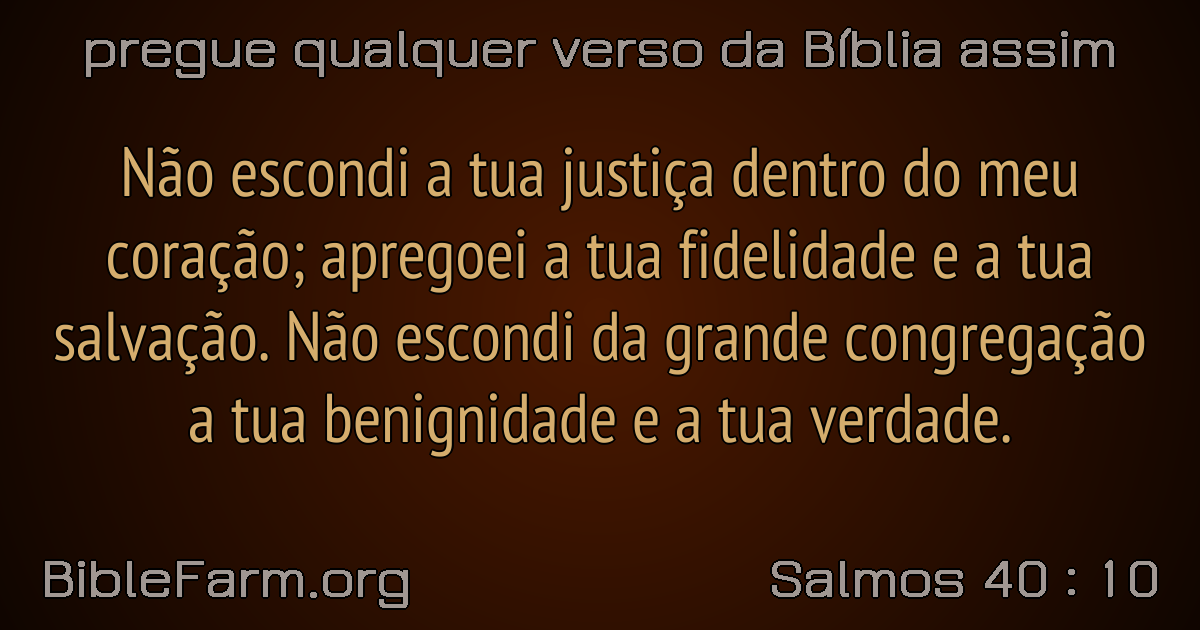 pregue qualquer verso da Bíblia assim
Não escondi a tua justiça dentro do meu
coração; apregoei a tua fidelidade e a tua
salvação. Não escondi da grande congregação
a tua benignidade e a tua verdade.
BibleFarm.org
Salmos 40 : 10